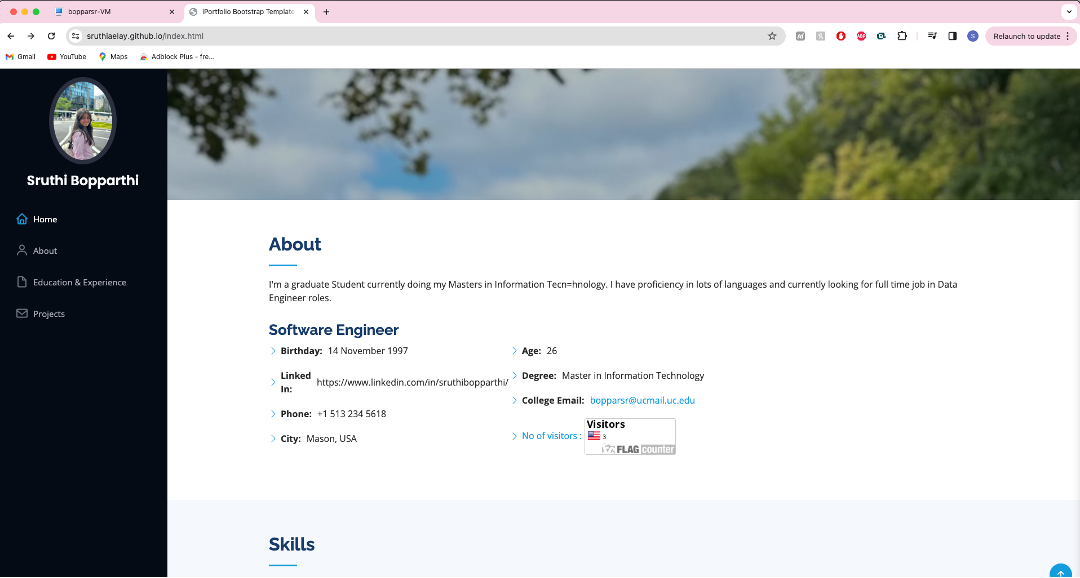 bopparsr-VM
iPortfolio Bootstrap Template
sruthiaelay.github.io/index.html
Relaunch to update
Gmail
YouTube
Maps
Adblock Plus - fre...
Sruthi Bopparthi
Home
About
Education & Experience
Projects
About
I'm a graduate Student currently doing my Masters in Information Tecn=hnology. I have proficiency in lots of languages and currently looking for full time job in Data
Engineer roles.
Software Engineer
Birthday: 14 November 1997
Linked In: https://www.linkedin.com/in/sruthibopparthi/
Phone: +1 513 234 5618
City: Mason, USA
Age: 26
Degree: Master in Information Technology
College Email: bopparsr@ucmail.uc.edu
No of visitors :
Visitors
3
FLAG counter
Skills